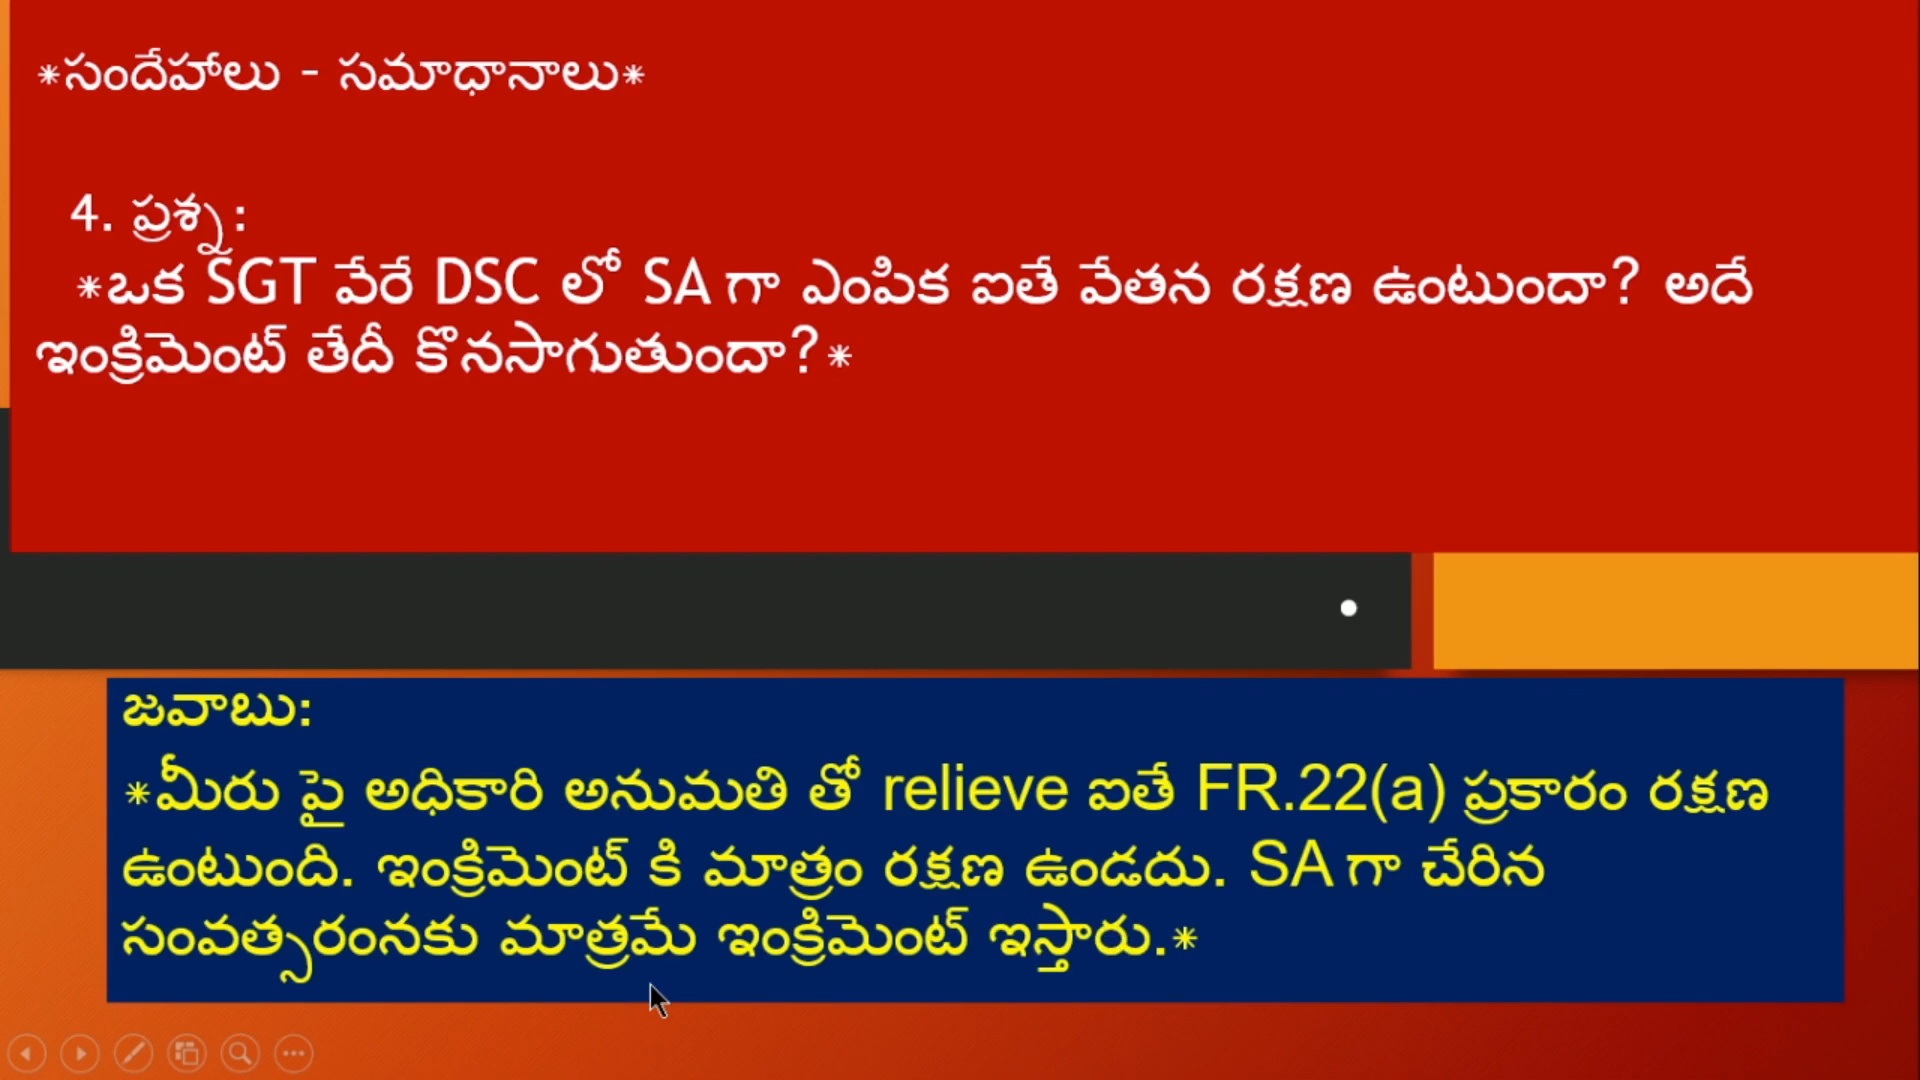 *సందేహాలు - సమాధానాలు*
4. ప్రశ్న:
*ఒక SGT వేరే DSC లో SA గా ఎంపిక ఐతే వేతన రక్షణ ఉంటుందా? అదే
ఇంక్రిమెంట్ తేదీ కొనసాగుతుందా?*
జవాబు:
*మీరు పై అధికారి అనుమతి తో relieve ఐతే FR.22(a) ప్రకారం రక్షణ
ఉంటుంది. ఇంక్రిమెంట్ కి మాత్రం రక్షణ ఉండదు. SA గా చేరిన
సంవత్సరంనకు మాత్రమే ఇంక్రిమెంట్ ఇస్తారు.*